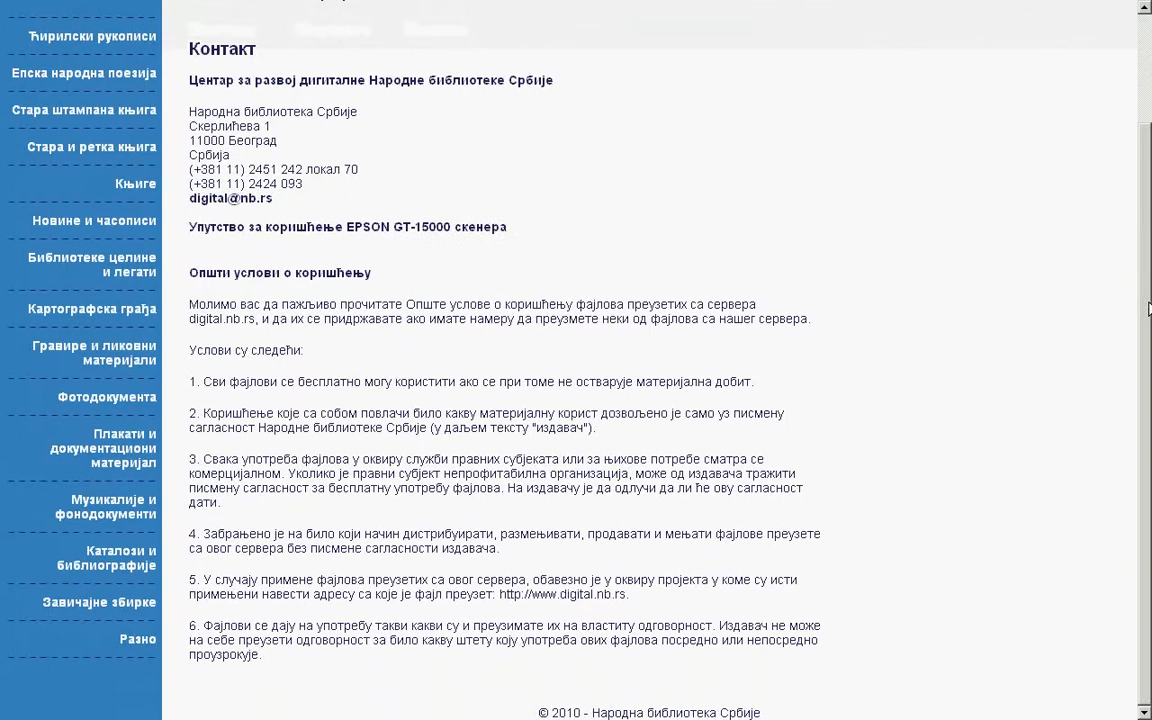 Ћирилски рукописи
Епска народна поезија
Стара штампана књига
Стара и ретка књига
Књиге
Новине и часописи
Библиотеке целине
и легати
Картографска грађа
Гравире и ликовни
материјали
Фотодокумента
Плакати и
документациони
материјал
Музикалије и
фонодокументи
Каталози и
библиографије
Завичајне збирке
Разно
Контакт
Центар за развој дигиталне Народне библиотеке Србије
Народна библиотека Србије
Скерлићева 1
11000 Београд
Србија
(+381 11) 2451 242 локал 70
(+381 11) 2424 093
digital@nb.rs
Упутство за коришћење EPSON GT-15000 скенера
Општи услови о коришћењу
Молимо вас да пажљиво прочитате Опште услове о коришћењу фајлова преузетих са сервера
digital.nb.rs, и да их се придржавате ако имате намеру да преузмете неки од фајлова са нашег сервера.
Услови су следећи:
1. Сви фајлови се бесплатно могу користити ако се при томе не остварује материјална добит.
2. Коришћење које са собом повлачи било какву материјалну корист дозвољено је само уз писмену
сагласност Народне библиотеке Србије (у даљем тексту "издавач").
3. Свака употреба фајлова у оквиру служби правних субјеката или за њихове потребе сматра се
комерцијалном. Уколико је правни субјект непрофитабилна организација, може од издавача тражити
писмену сагласност за бесплатну употребу фајлова. На издавачу је да одлучи да ли ће ову сагласност
дати.
4. Забрањено је на било који начин дистрибуирати, размењивати, продавати и мењати фајлове преузете
са овог сервера без писмене сагласности издавача.
5. У случају примене фајлова преузетих са овог сервера, обавезно је у оквиру пројекта у коме су исти
примењени навести адресу са које је фајл преузет: http://www.digital.nb.rs.
6. Фајлови се дају на употребу такви какви су и преузимате их на властиту одговорност. Издавач не може
на себе преузети одговорност за било какву штету коју употреба ових фајлова посредно или непосредно
проузрокује.
© 2010 - Народна библиотека Србије